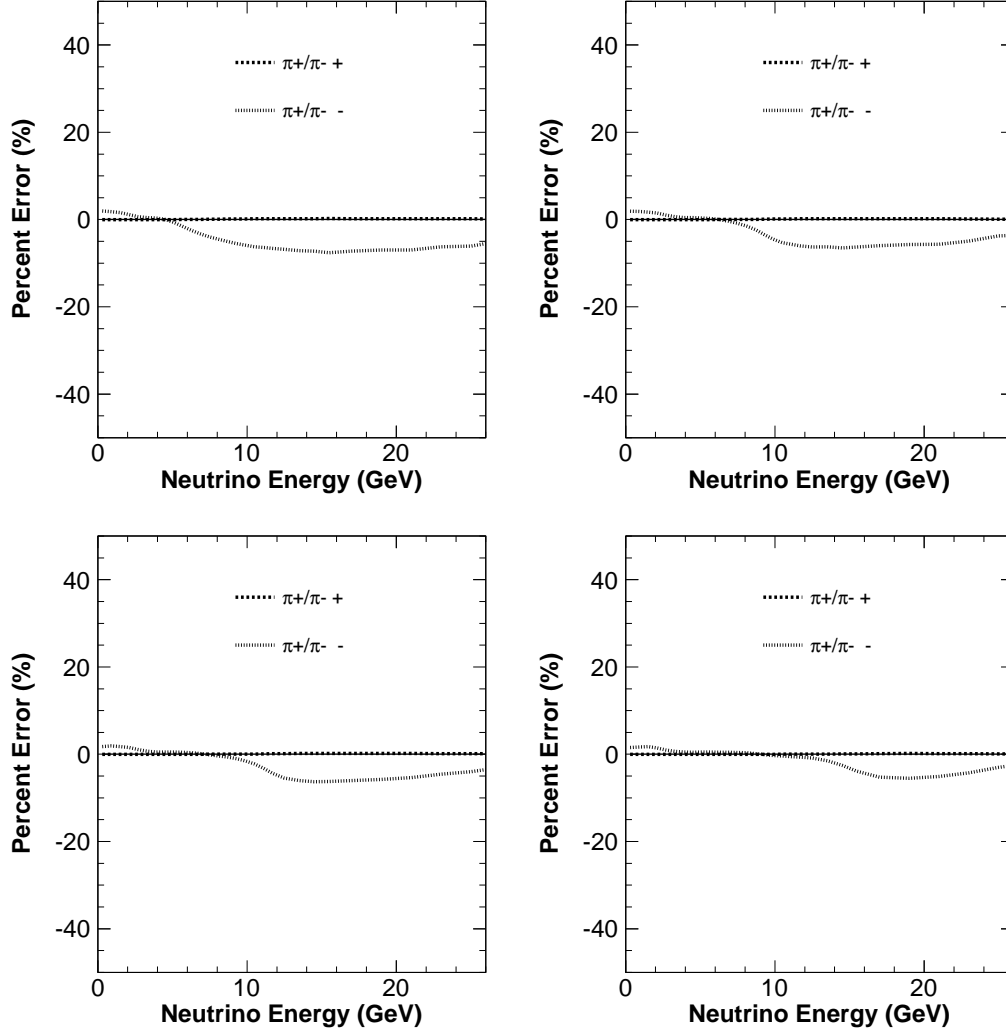 Percent Error (%)
40
20
0
-20
-40
π+/π- +
π+/π- -
0
10
20
Neutrino Energy (GeV)
Percent Error (%)
40
20
0
-20
-40
π+/π- +
π+/π- -
0
10
20
Neutrino Energy (GeV)
Percent Error (%)
40
20
0
-20
-40
π+/π- +
π+/π- -
0
10
20
Neutrino Energy (GeV)
Percent Error (%)
40
20
0
-20
-40
π+/π- +
π+/π- -
0
10
20
Neutrino Energy (GeV)